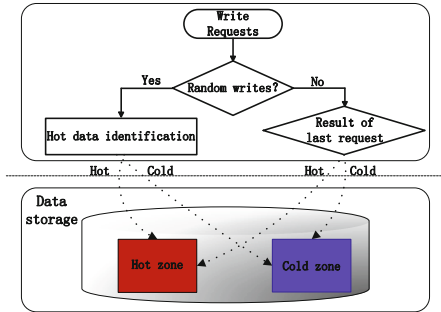 Write
Requests
Yes
Random writes?
No
Hot data identification
Result of
last request
Hot
Cold
Hot
Cold
Data
storage
Hot zone
Cold zone